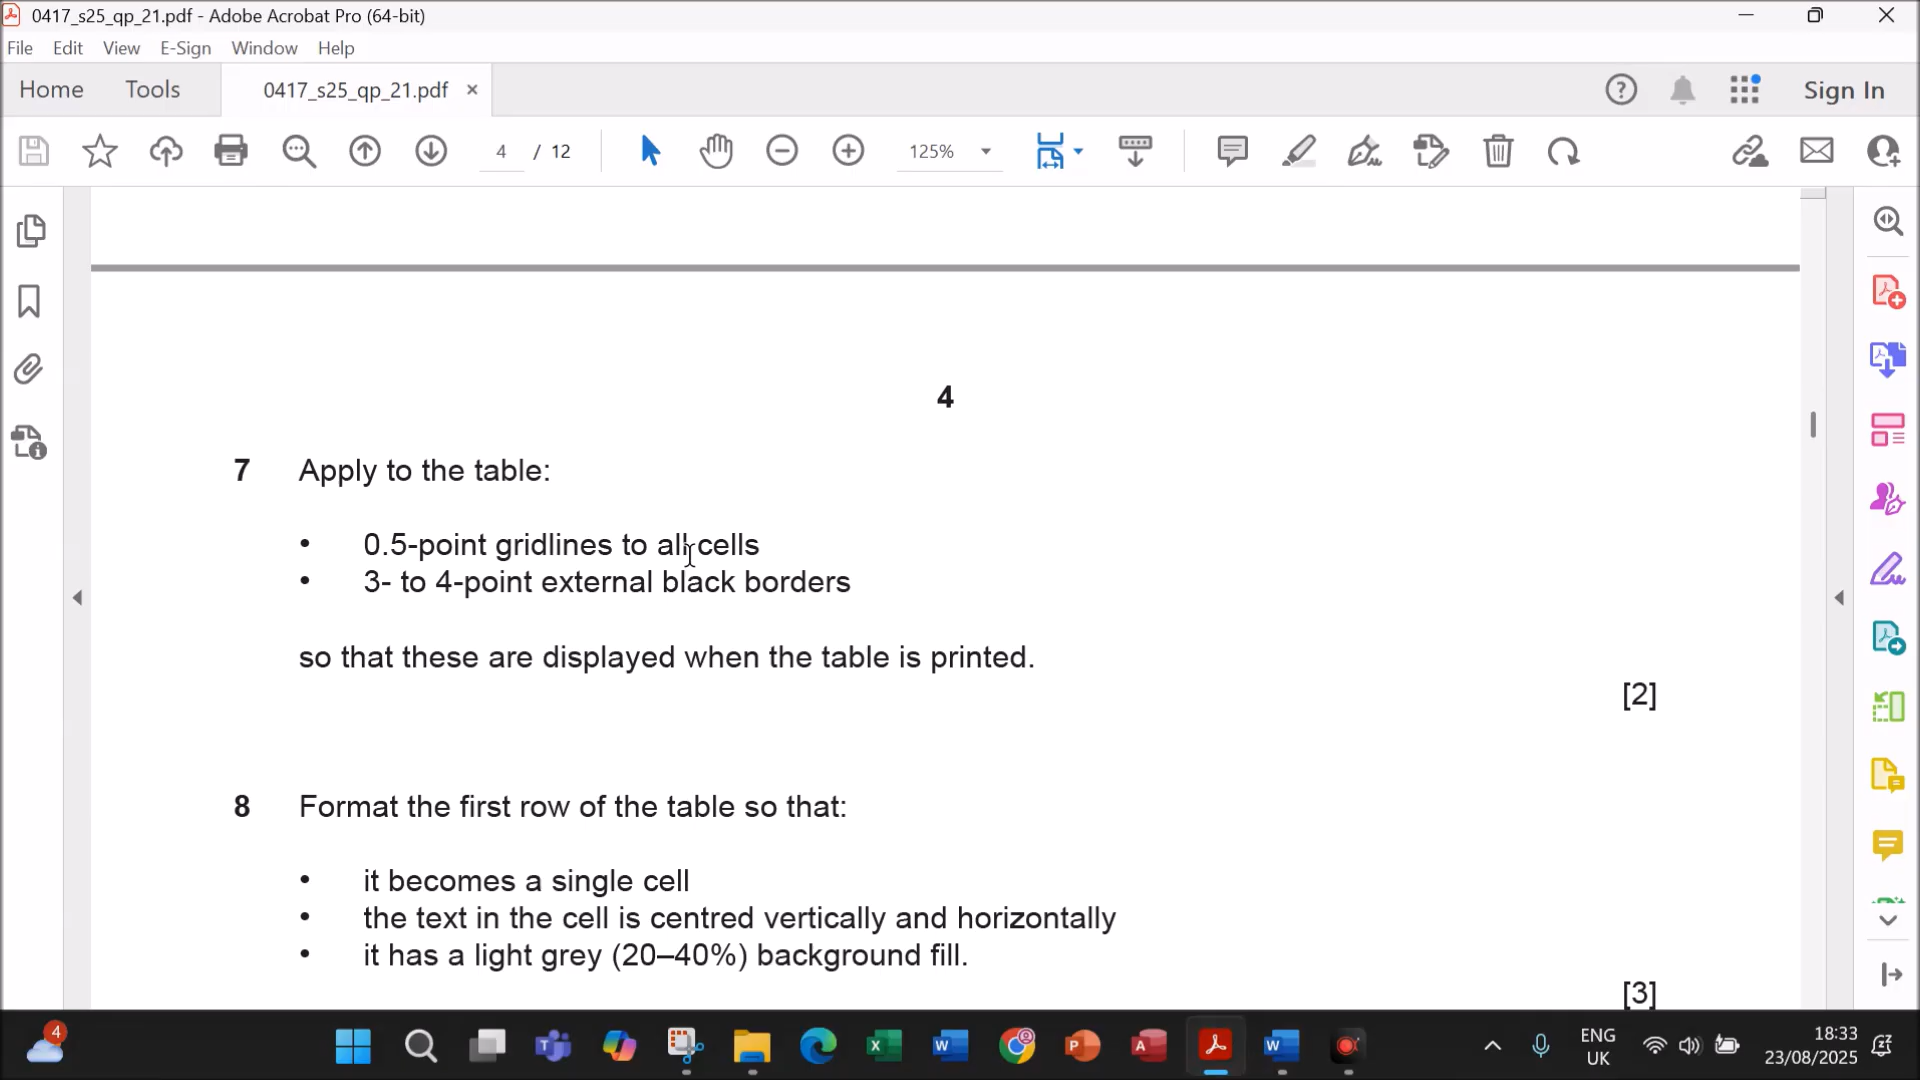 0417_s25_qp_21.pdf - Adobe Acrobat Pro (64-bit)
File Edit View E-Sign Window Help
Home Tools 0417_s25_qp_21.pdf × Sign In
4 / 12 125%
4
7 Apply to the table:
• 0.5-point gridlines to all cells
• 3- to 4-point external black borders
so that these are displayed when the table is printed.
[2]
8 Format the first row of the table so that:
• it becomes a single cell
• the text in the cell is centred vertically and horizontally
• it has a light grey (20–40%) background fill.
[3]
4
ENG
UK
18:33
23/08/2025